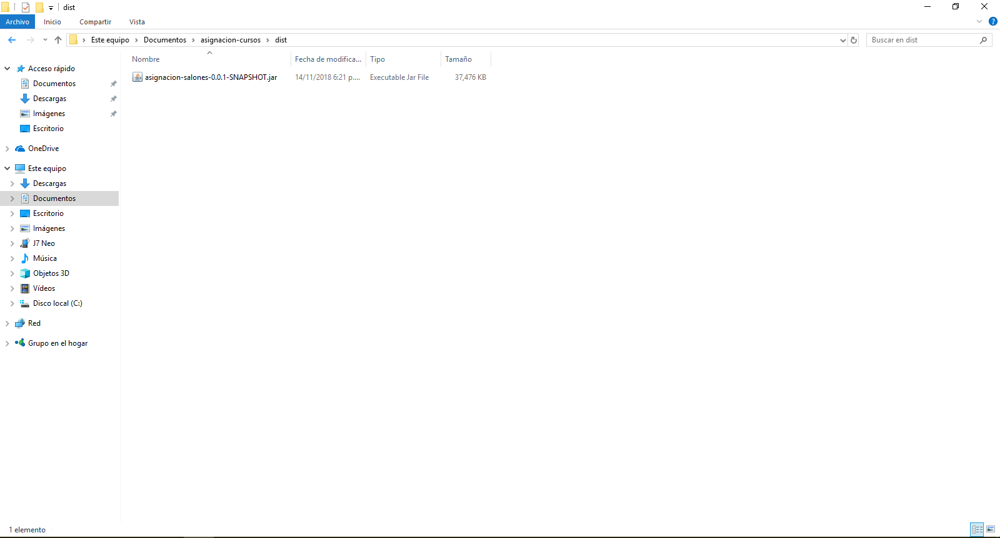 dist
Archivo Inicio Compartir Vista
Este equipo Documentos asignacion-cursos dist
Buscar en dist
Nombre Fecha de modifica... Tipo Tamaño
asignacion-salones-0.0.1-SNAPSHOT.jar 14/11/2018 6:21 p.... Executable Jar File 37,476 KB
Acceso rápido
Documentos
Descargas
Imágenes
Escritorio
OneDrive
Este equipo
Descargas
Documentos
Escritorio
Imágenes
J7 Neo
Música
Objetos 3D
Vídeos
Disco local (C:)
Red
Grupo en el hogar
1 elemento